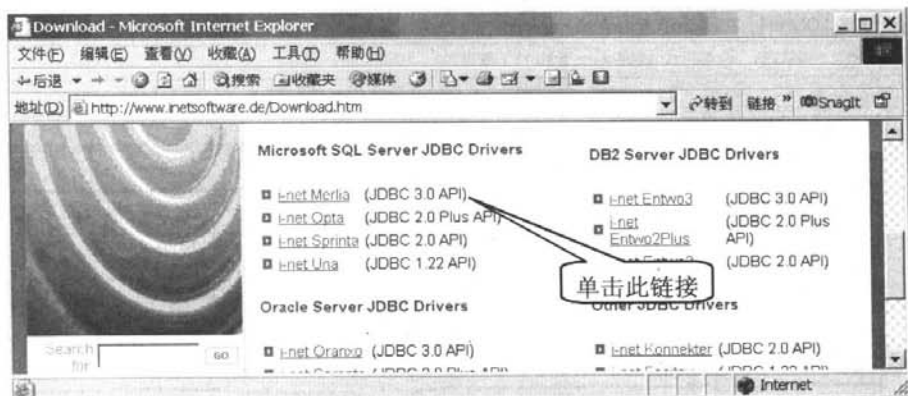 Download - Microsoft Internet Explorer
文件(F) 编辑(E) 查看(V) 收藏(A) 工具(T) 帮助(H)
后退 搜索 收藏夹 媒体
地址(D) http://www.inetsoftware.de/Download.htm 转到 链接 » SnagIt
Microsoft SQL Server JDBC Drivers
i-net Merlia (JDBC 3.0 API)
i-net Opta (JDBC 2.0 Plus API)
i-net Sprinta (JDBC 2.0 API)
i-net Una (JDBC 1.22 API)
DB2 Server JDBC Drivers
i-net Entwo3 (JDBC 3.0 API)
i-net Entwo2Plus (JDBC 2.0 Plus API)
(JDBC 2.0 API)
单击此链接
Oracle Server JDBC Drivers
i-net Oranxo (JDBC 3.0 API)
Other JDBC Drivers
i-net Konnekter (JDBC 2.0 API)
Search for GO
Internet